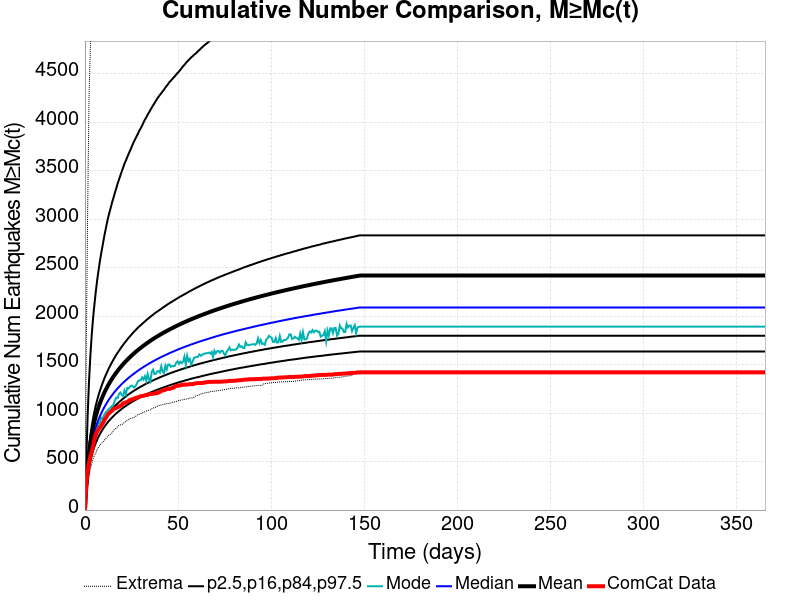 Cumulative Number Comparison, M≥Mc(t)
Cumulative Num Earthquakes M≥Mc(t)
4500
4000
3500
3000
2500
2000
1500
1000
500
0
0 50 100 150 200 250 300 350
Time (days)
Extrema p2.5,p16,p84,p97.5 Mode Median Mean ComCat Data